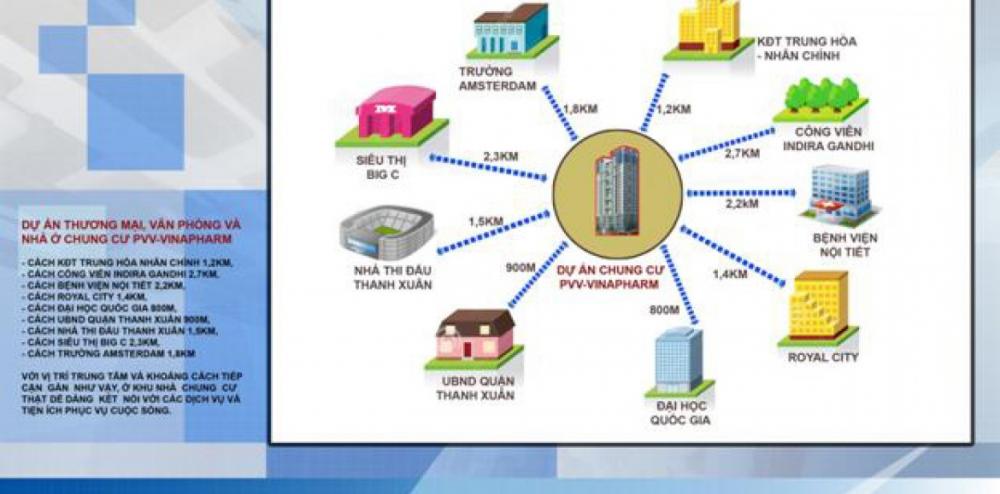 DỰ ÁN THƯƠNG MẠI, VĂN PHÒNG VÀ
NHÀ Ở CHUNG CƯ PVV-VINAPHARM
- CÁCH KĐT TRUNG HÒA NHÂN CHÍNH 1,2KM,
- CÁCH CÔNG VIÊN INDIRA GANDHI 2,7KM,
- CÁCH BỆNH VIỆN NỘI TIẾT 2,2KM,
- CÁCH ROYAL CITY 1,4KM,
- CÁCH ĐẠI HỌC QUỐC GIA 800M,
- CÁCH UBND QUẬN THANH XUÂN 900M,
- CÁCH NHÀ THI ĐẤU THANH XUÂN 1,5KM,
- CÁCH SIÊU THỊ BIG C 2,3KM,
- CÁCH TRƯỜNG AMSTERDAM 1,8KM
VỚI VỊ TRÍ TRUNG TÂM VÀ KHOẢNG CÁCH TIẾP
CẬN GẦN NHƯ VẬY, Ở KHU NHÀ CHUNG CƯ
THẬT DỄ DÀNG KẾT NỐI VỚI CÁC DỊCH VỤ VÀ
TIỆN ÍCH PHỤC VỤ CUỘC SỐNG.
TRƯỜNG
AMSTERDAM
1,8KM
KĐT TRUNG HÒA
- NHÂN CHÍNH
1,2KM
CÔNG VIÊN
INDIRA GANDHI
2,7KM
SIÊU THỊ
BIG C
2,3KM
2,2kM
BỆNH VIỆN
NỘI TIẾT
1,5KM
NHÀ THI ĐẤU
THANH XUÂN
900M
DỰ ÁN CHUNG CƯ
PVV-VINAPHARM
1,4KM
800M
ROYAL CITY
UBND QUẬN
THANH XUÂN
ĐẠI HỌC
QUỐC GIA